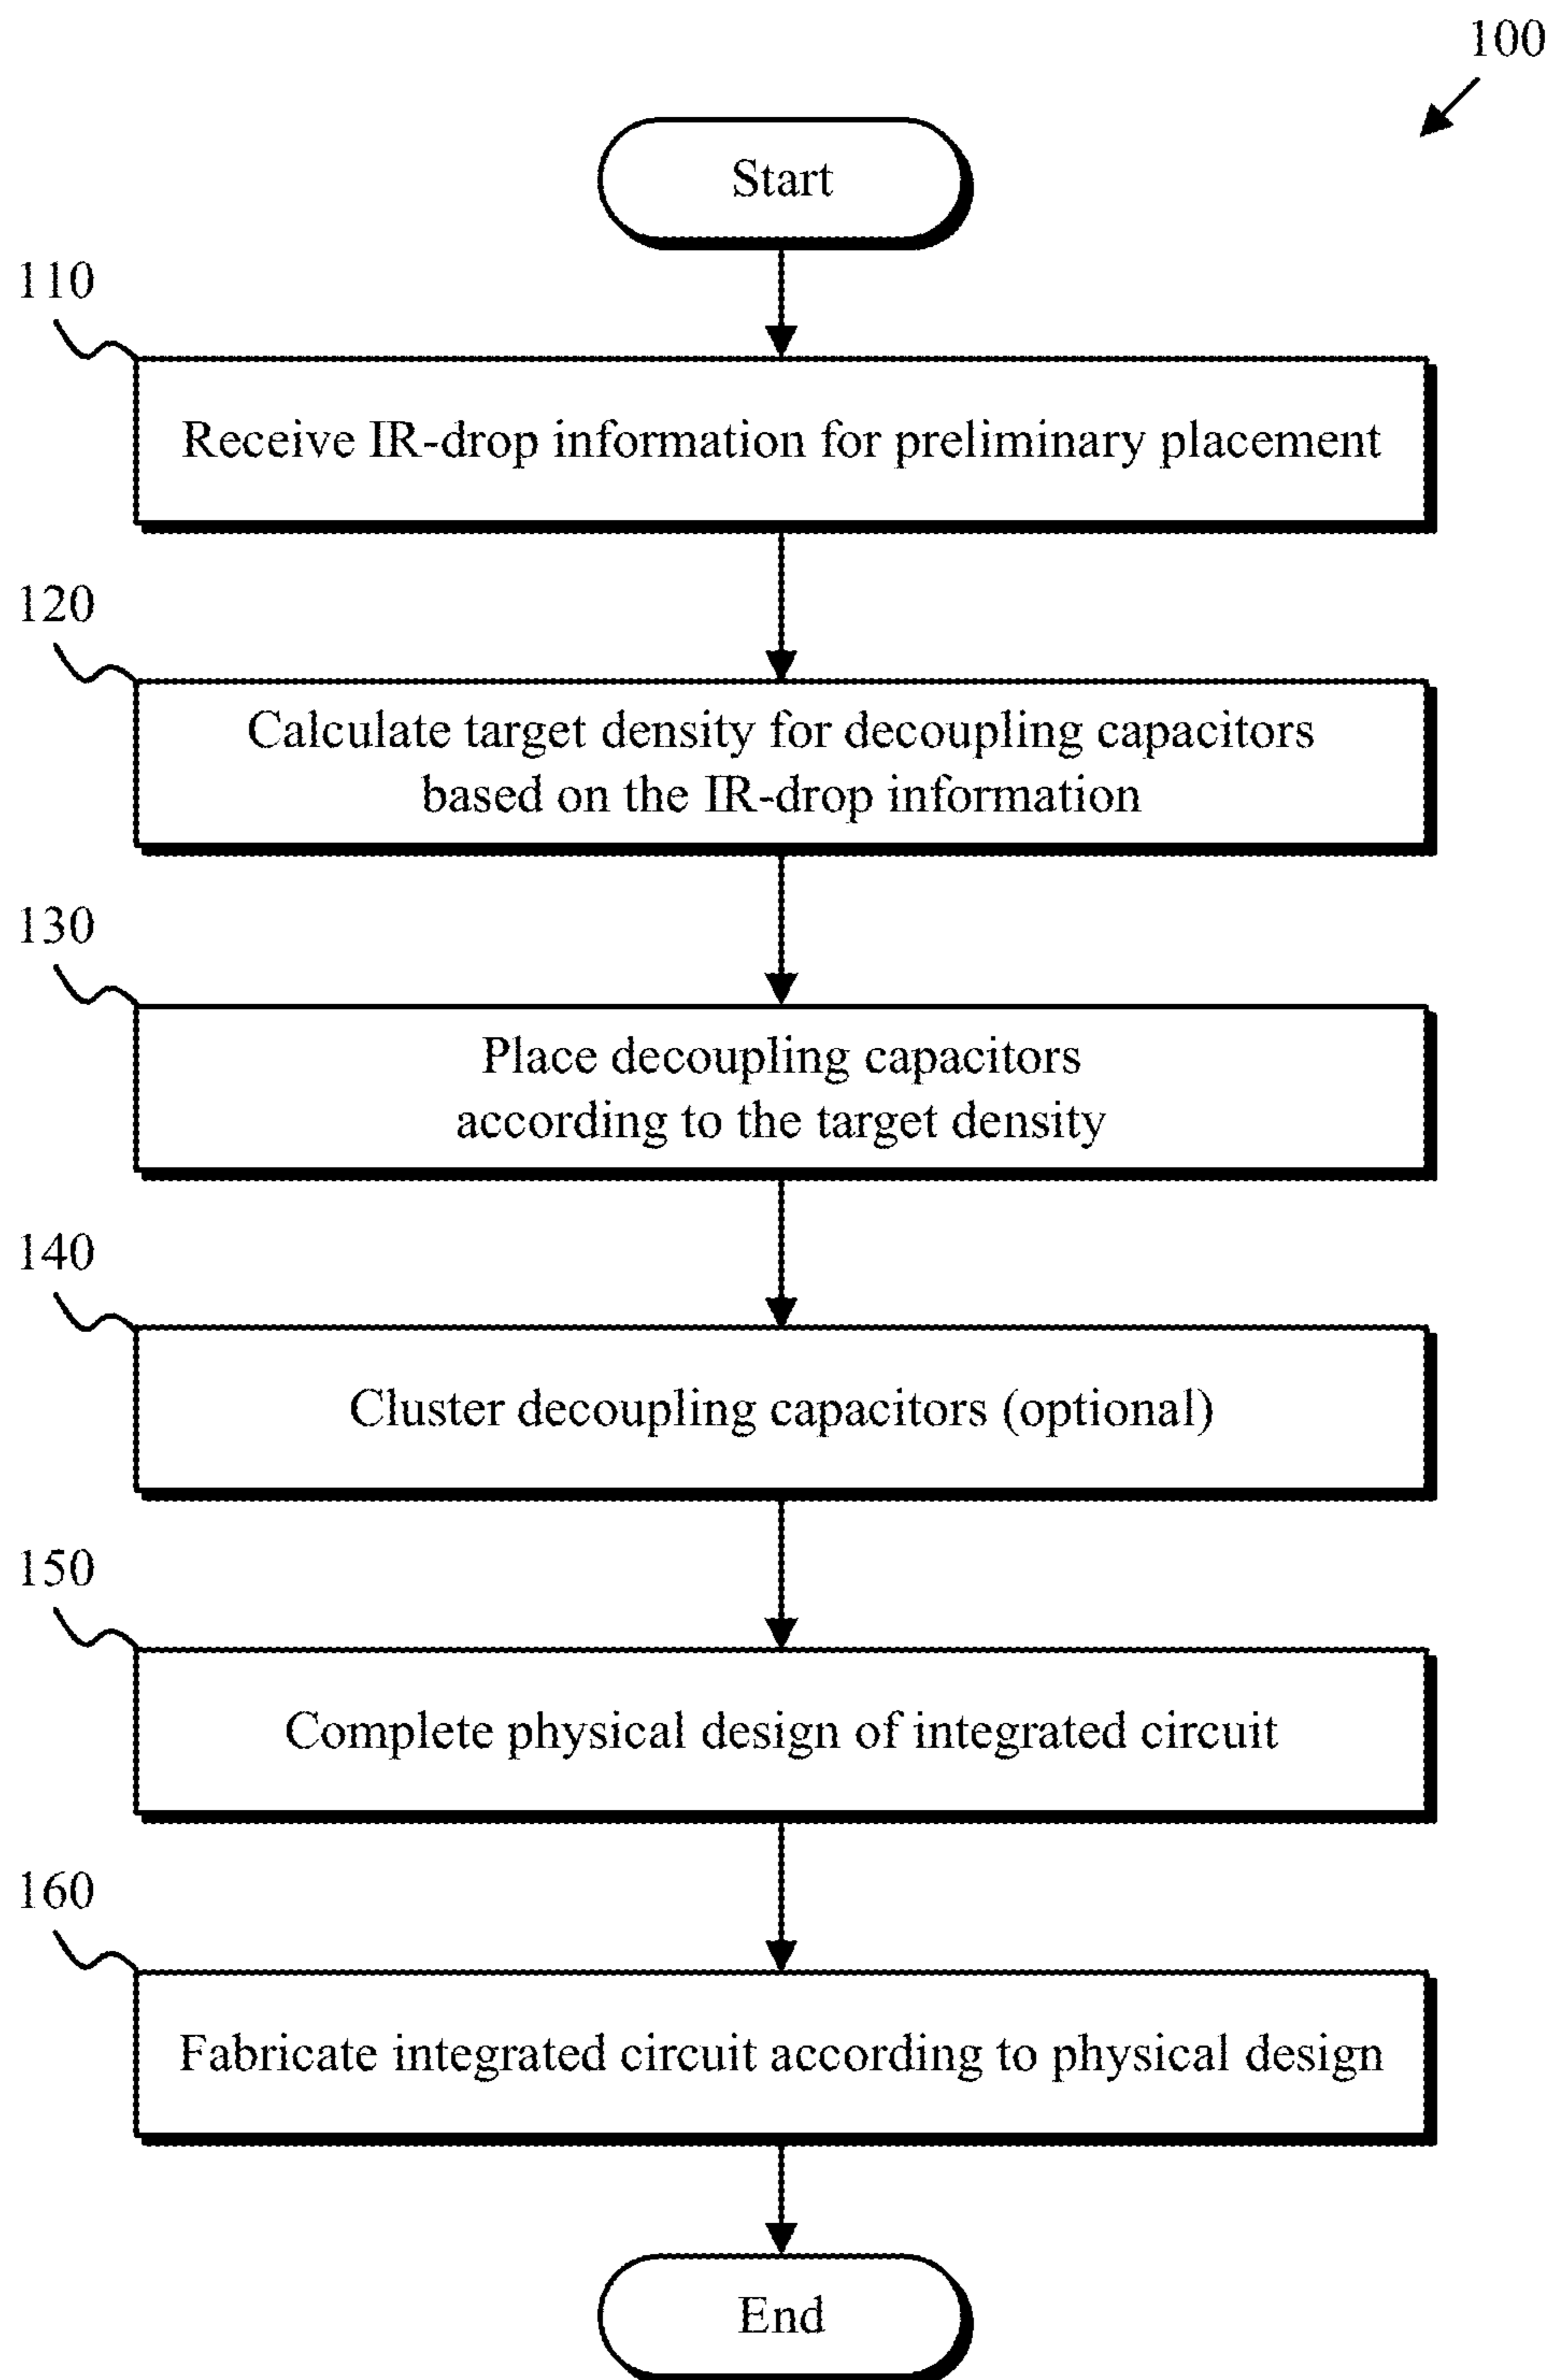 100
Start
110
Receive IR-drop information for preliminary placement
120
Calculate target density for decoupling capacitors
based on the IR-drop information
130
Place decoupling capacitors
according to the target density
140
Cluster decoupling capacitors (optional)
150
Complete physical design of integrated circuit
160
Fabricate integrated circuit according to physical design
End